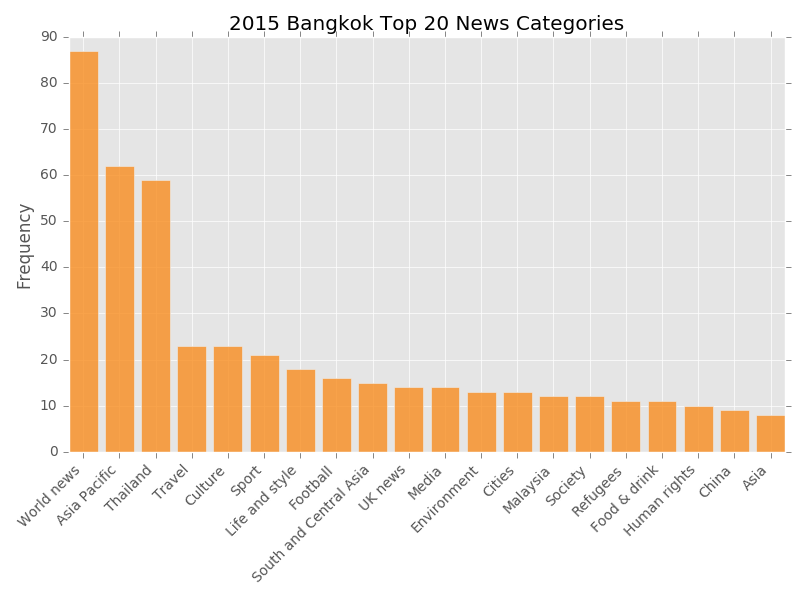 2015 Bangkok Top 20 News Categories
90
80
70
60
50
40
30
20
10
0
Frequency
World news
Asia Pacific
Thailand
Travel
Culture
Sport
Life and style
Football
South and Central Asia
UK news
Media
Environment
Cities
Malaysia
Society
Refugees
Food & drink
Human rights
China
Asia